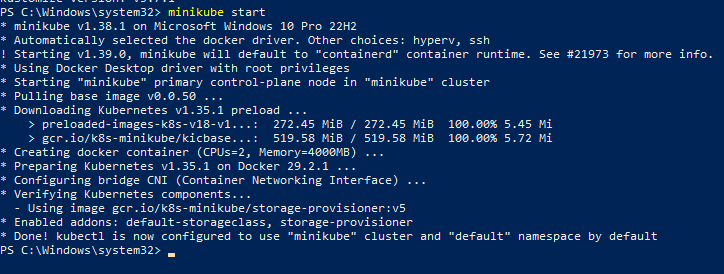 PS C:\Windows\system32> minikube start
* minikube v1.38.1 on Microsoft Windows 10 Pro 22H2
* Automatically selected the docker driver. Other choices: hyperv, ssh
! Starting v1.39.0, minikube will default to "containerd" container runtime. See #21973 for more info.
* Using Docker Desktop driver with root privileges
* Starting "minikube" primary control-plane node in "minikube" cluster
* Pulling base image v0.0.50 ...
* Downloading Kubernetes v1.35.1 preload ...
    > preloaded-images-k8s-v18-v1...:  272.45 MiB / 272.45 MiB  100.00% 5.45 Mi
    > gcr.io/k8s-minikube/kicbase...:  519.58 MiB / 519.58 MiB  100.00% 5.72 Mi
* Creating docker container (CPUs=2, Memory=4000MB) ...
* Preparing Kubernetes v1.35.1 on Docker 29.2.1 ...
* Configuring bridge CNI (Container Networking Interface) ...
* Verifying Kubernetes components...
  - Using image gcr.io/k8s-minikube/storage-provisioner:v5
* Enabled addons: default-storageclass, storage-provisioner
* Done! kubectl is now configured to use "minikube" cluster and "default" namespace by default
PS C:\Windows\system32>